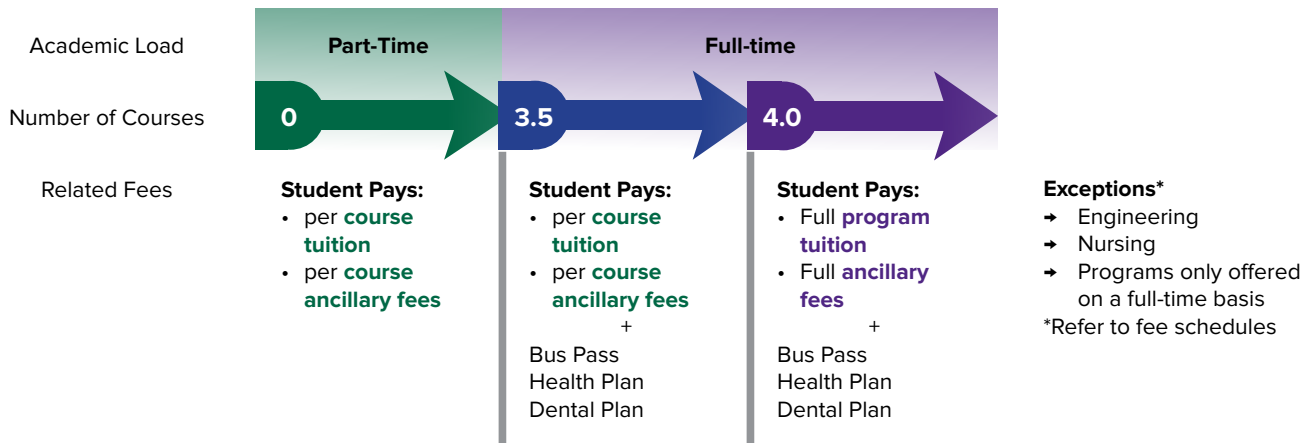 Academic Load
Part-Time
Full-time
Number of Courses
0
3.5
4.0
Related Fees
Student Pays:
• per course
tuition
• per course
ancillary fees
Student Pays:
• per course
tuition
• per course
ancillary fees
+
Bus Pass
Health Plan
Dental Plan
Student Pays:
• Full program
tuition
• Full ancillary
fees
+
Bus Pass
Health Plan
Dental Plan
Exceptions*
→ Engineering
→ Nursing
→ Programs only offered
on a full-time basis
*Refer to fee schedules